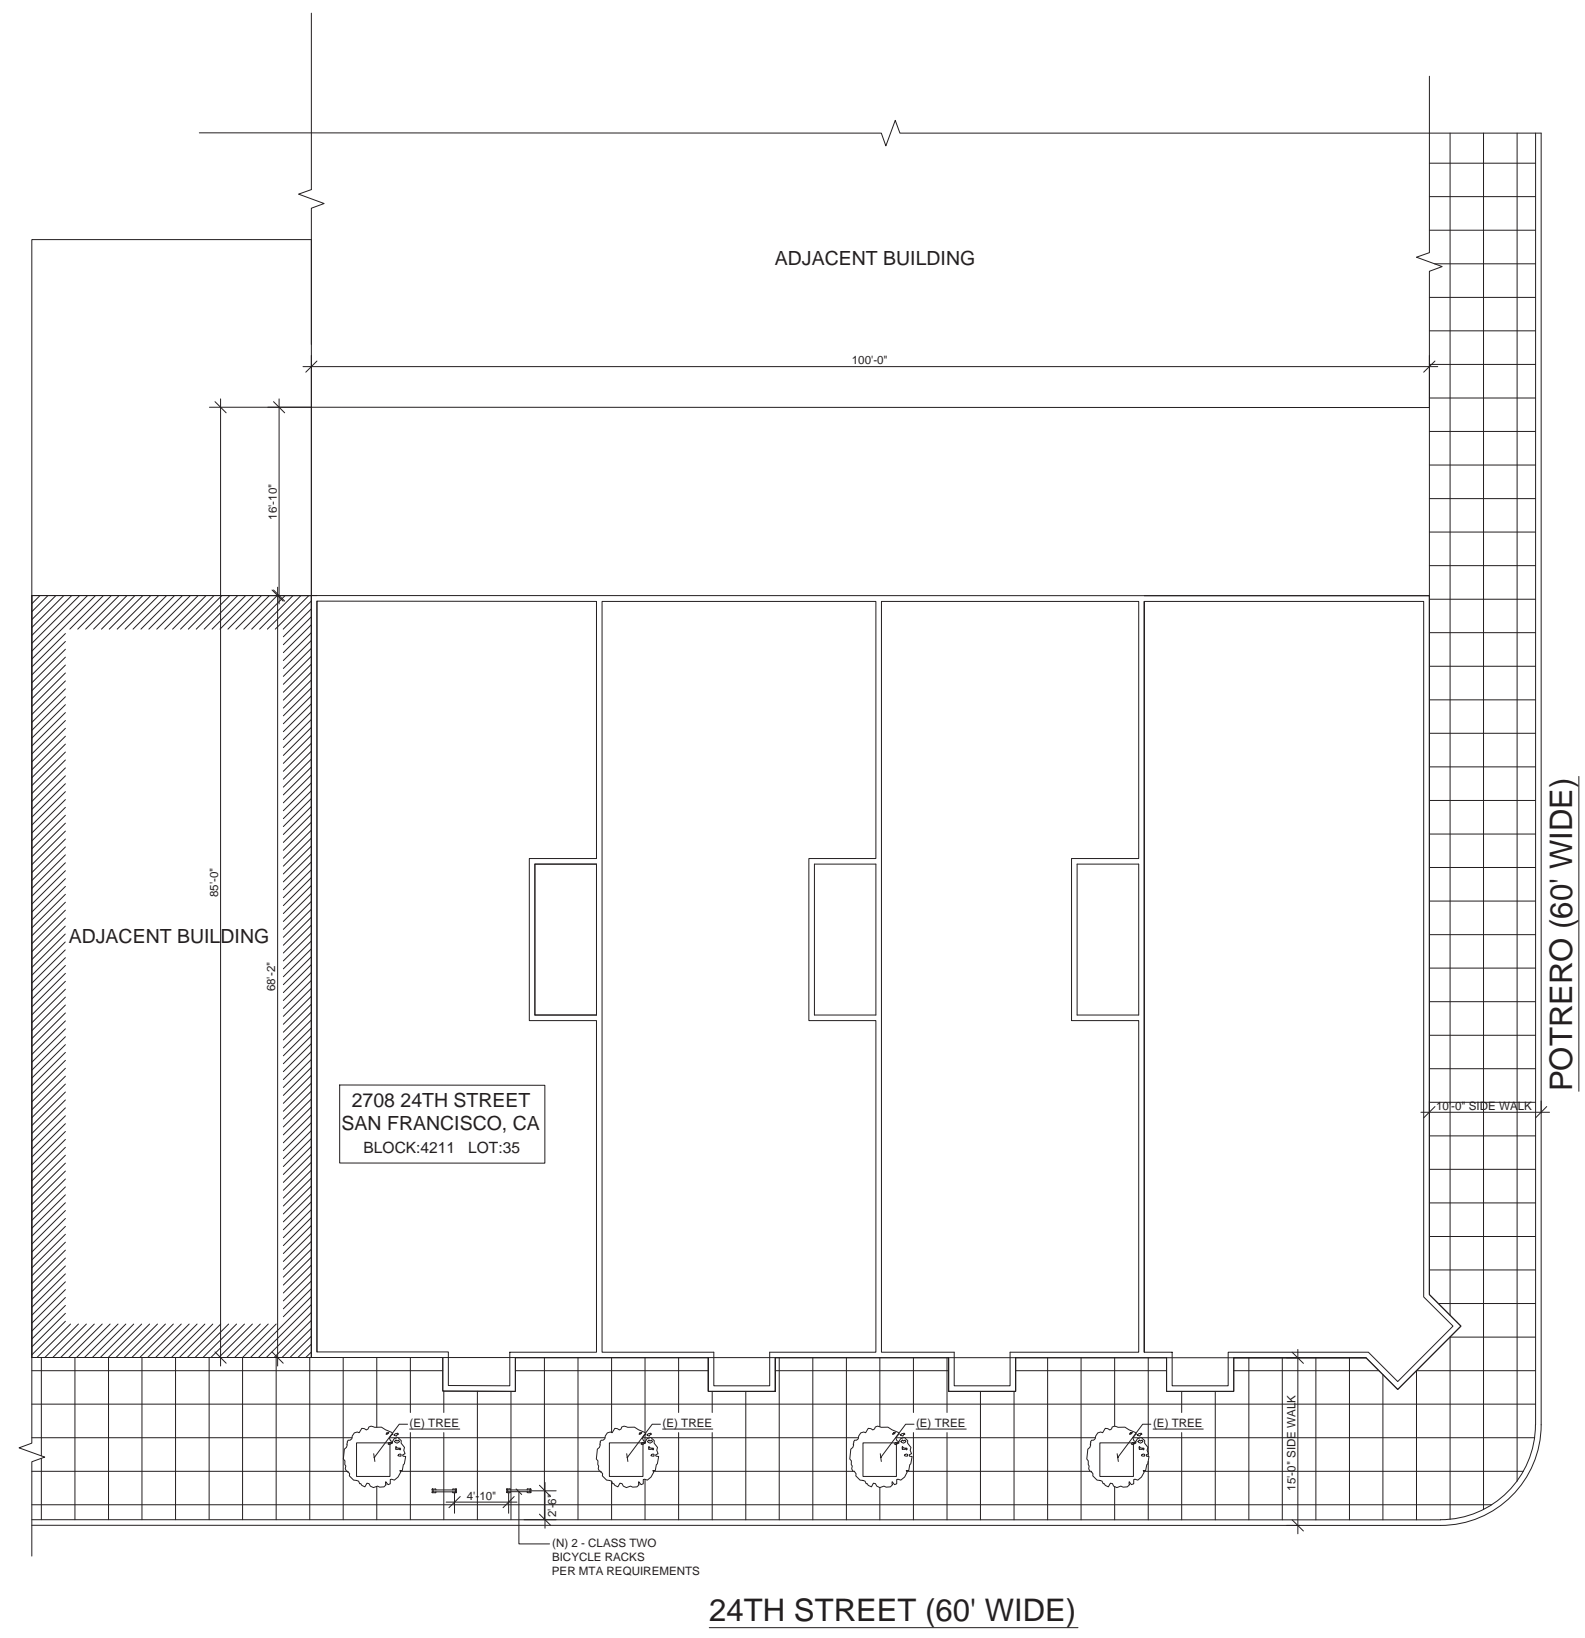 ADJACENT BUILDING
100'-0"
16'-10"
85'-0"
68'-2"
ADJACENT BUILDING
POTRERO (60' WIDE)
2708 24TH STREET
SAN FRANCISCO, CA
BLOCK:4211 LOT:35
10'-0" SIDE WALK
(E) TREE
(E) TREE
(E) TREE
(E) TREE
15'-0" SIDE WALK
4'-10"
2'-6"
(N) 2 - CLASS TWO
BICYCLE RACKS
PER MTA REQUIREMENTS
24TH STREET (60' WIDE)